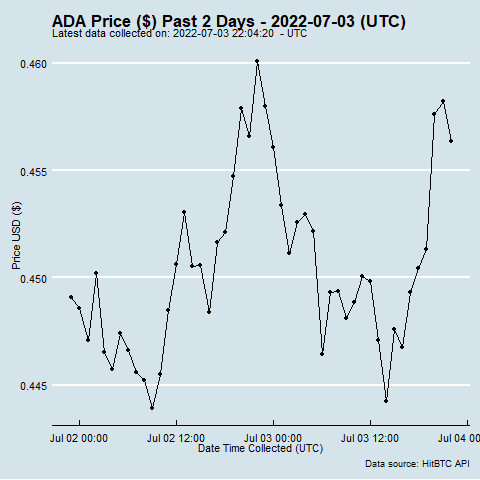 ADA Price ($) Past 2 Days - 2022-07-03 (UTC)
Latest data collected on: 2022-07-03 22:04:20 - UTC
0.460
0.455
0.450
0.445
Price USD ($)
Jul 02 00:00 Jul 02 12:00 Jul 03 00:00 Jul 03 12:00 Jul 04 00:00
Date Time Collected (UTC)
Data source: HitBTC API